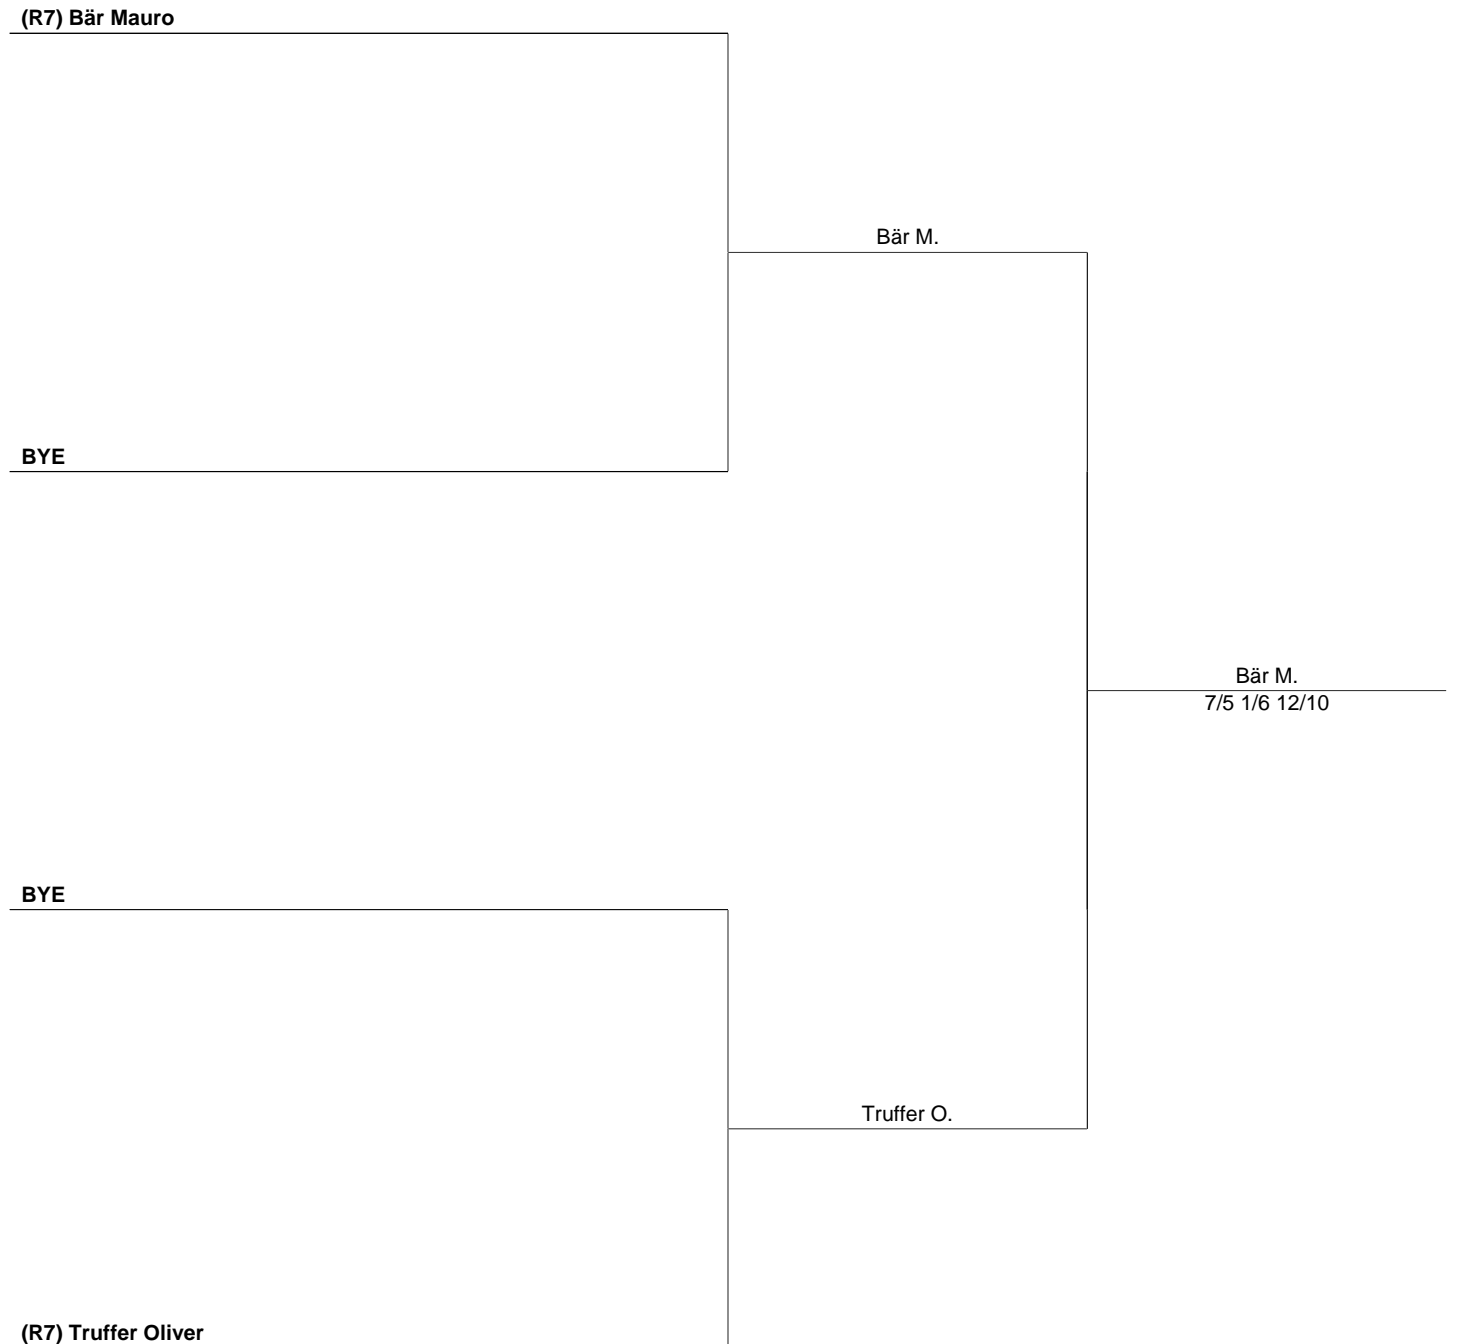 (R7) Bär Mauro
Bär M.
BYE
Bär M.
7/5 1/6 12/10
BYE
Truffer O.
(R7) Truffer Oliver